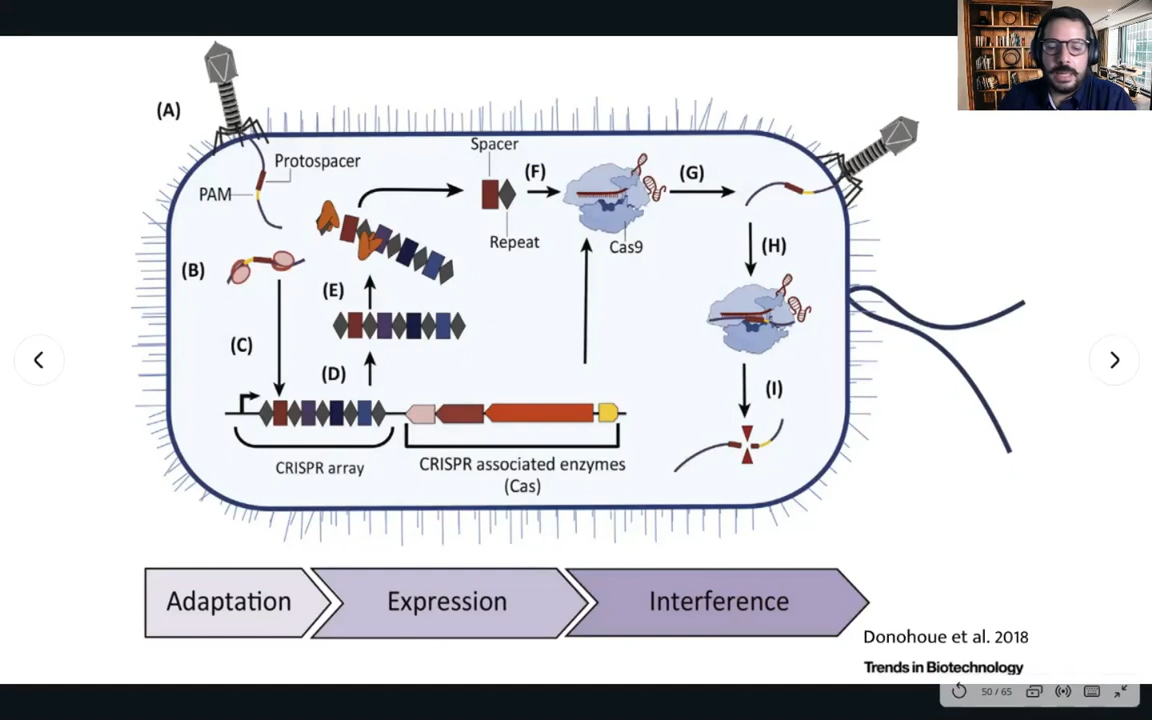 (A)
Spacer
Protospacer
(F)
(G)
PAM
Repeat
Cas9
(H)
(B)
(E)
(C)
(D)
(I)
CRISPR array
CRISPR associated enzymes
(Cas)
Adaptation
Expression
Interference
Donohoue et al. 2018
Trends in Biotechnology
50 / 65